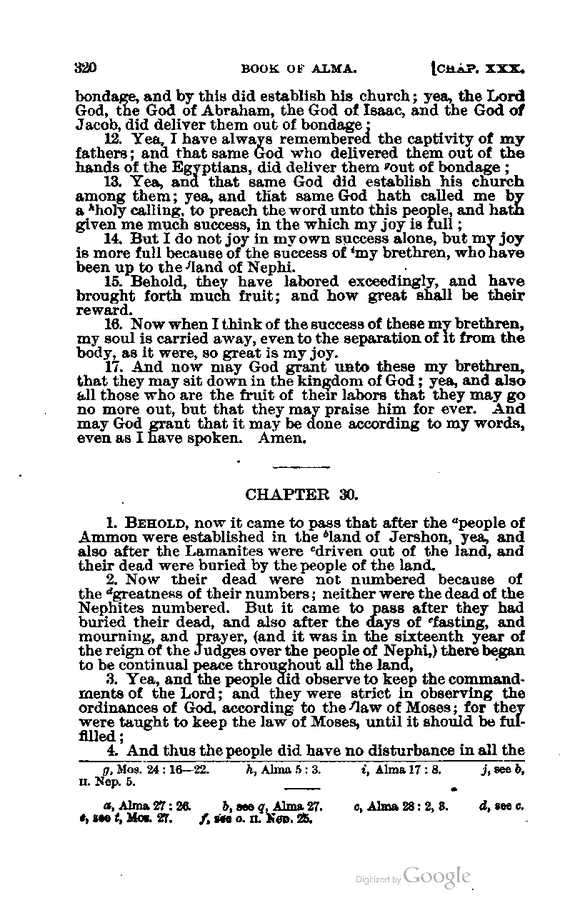 320 BOOK OF ALMA. [CHAP. XXX.
bondage, and by this did establish his church; yea, the Lord
God, the God of Abraham, the God of Isaac, and the God of
Jacob, did deliver them out of bondage;
12. Yea, I have always remembered the captivity of my
fathers; and that same God who delivered them out of the
hands of the Egyptians, did deliver them ᵍout of bondage;
13. Yea, and that same God did establish his church
among them; yea, and that same God hath called me by
a ʰholy calling, to preach the word unto this people, and hath
given me much success, in the which my joy is full;
14. But I do not joy in my own success alone, but my joy
is more full because of the success of ⁱmy brethren, who have
been up to the ʲland of Nephi.
15. Behold, they have labored exceedingly, and have
brought forth much fruit; and how great shall be their
reward.
16. Now when I think of the success of these my brethren,
my soul is carried away, even to the separation of it from the
body, as it were, so great is my joy.
17. And now may God grant unto these my brethren,
that they may sit down in the kingdom of God; yea, and also
all those who are the fruit of their labors that they may go
no more out, but that they may praise him for ever. And
may God grant that it may be done according to my words,
even as I have spoken. Amen.
CHAPTER 30.
1. BEHOLD, now it came to pass that after the ᵃpeople of
Ammon were established in the ᵇland of Jershon, yea, and
also after the Lamanites were ᶜdriven out of the land, and
their dead were buried by the people of the land.
2. Now their dead were not numbered because of
the ᵈgreatness of their numbers; neither were the dead of the
Nephites numbered. But it came to pass after they had
buried their dead, and also after the days of ᵉfasting, and
mourning, and prayer, (and it was in the sixteenth year of
the reign of the Judges over the people of Nephi,) there began
to be continual peace throughout all the land,
3. Yea, and the people did observe to keep the command-
ments of the Lord; and they were strict in observing the
ordinances of God, according to the ᶠlaw of Moses; for they
were taught to keep the law of Moses, until it should be ful-
filled;
4. And thus the people did have no disturbance in all the
g, Mos. 24 : 16—22. h, Alma 5 : 3. i, Alma 17 : 8. j, see b,
II. Nep. 5.
a, Alma 27 : 26. b, see q, Alma 27. c, Alma 28 : 2, 3. d, see c.
e, see t, Mos. 27. f, see o. II. Nep. 25.
Digitized by Google